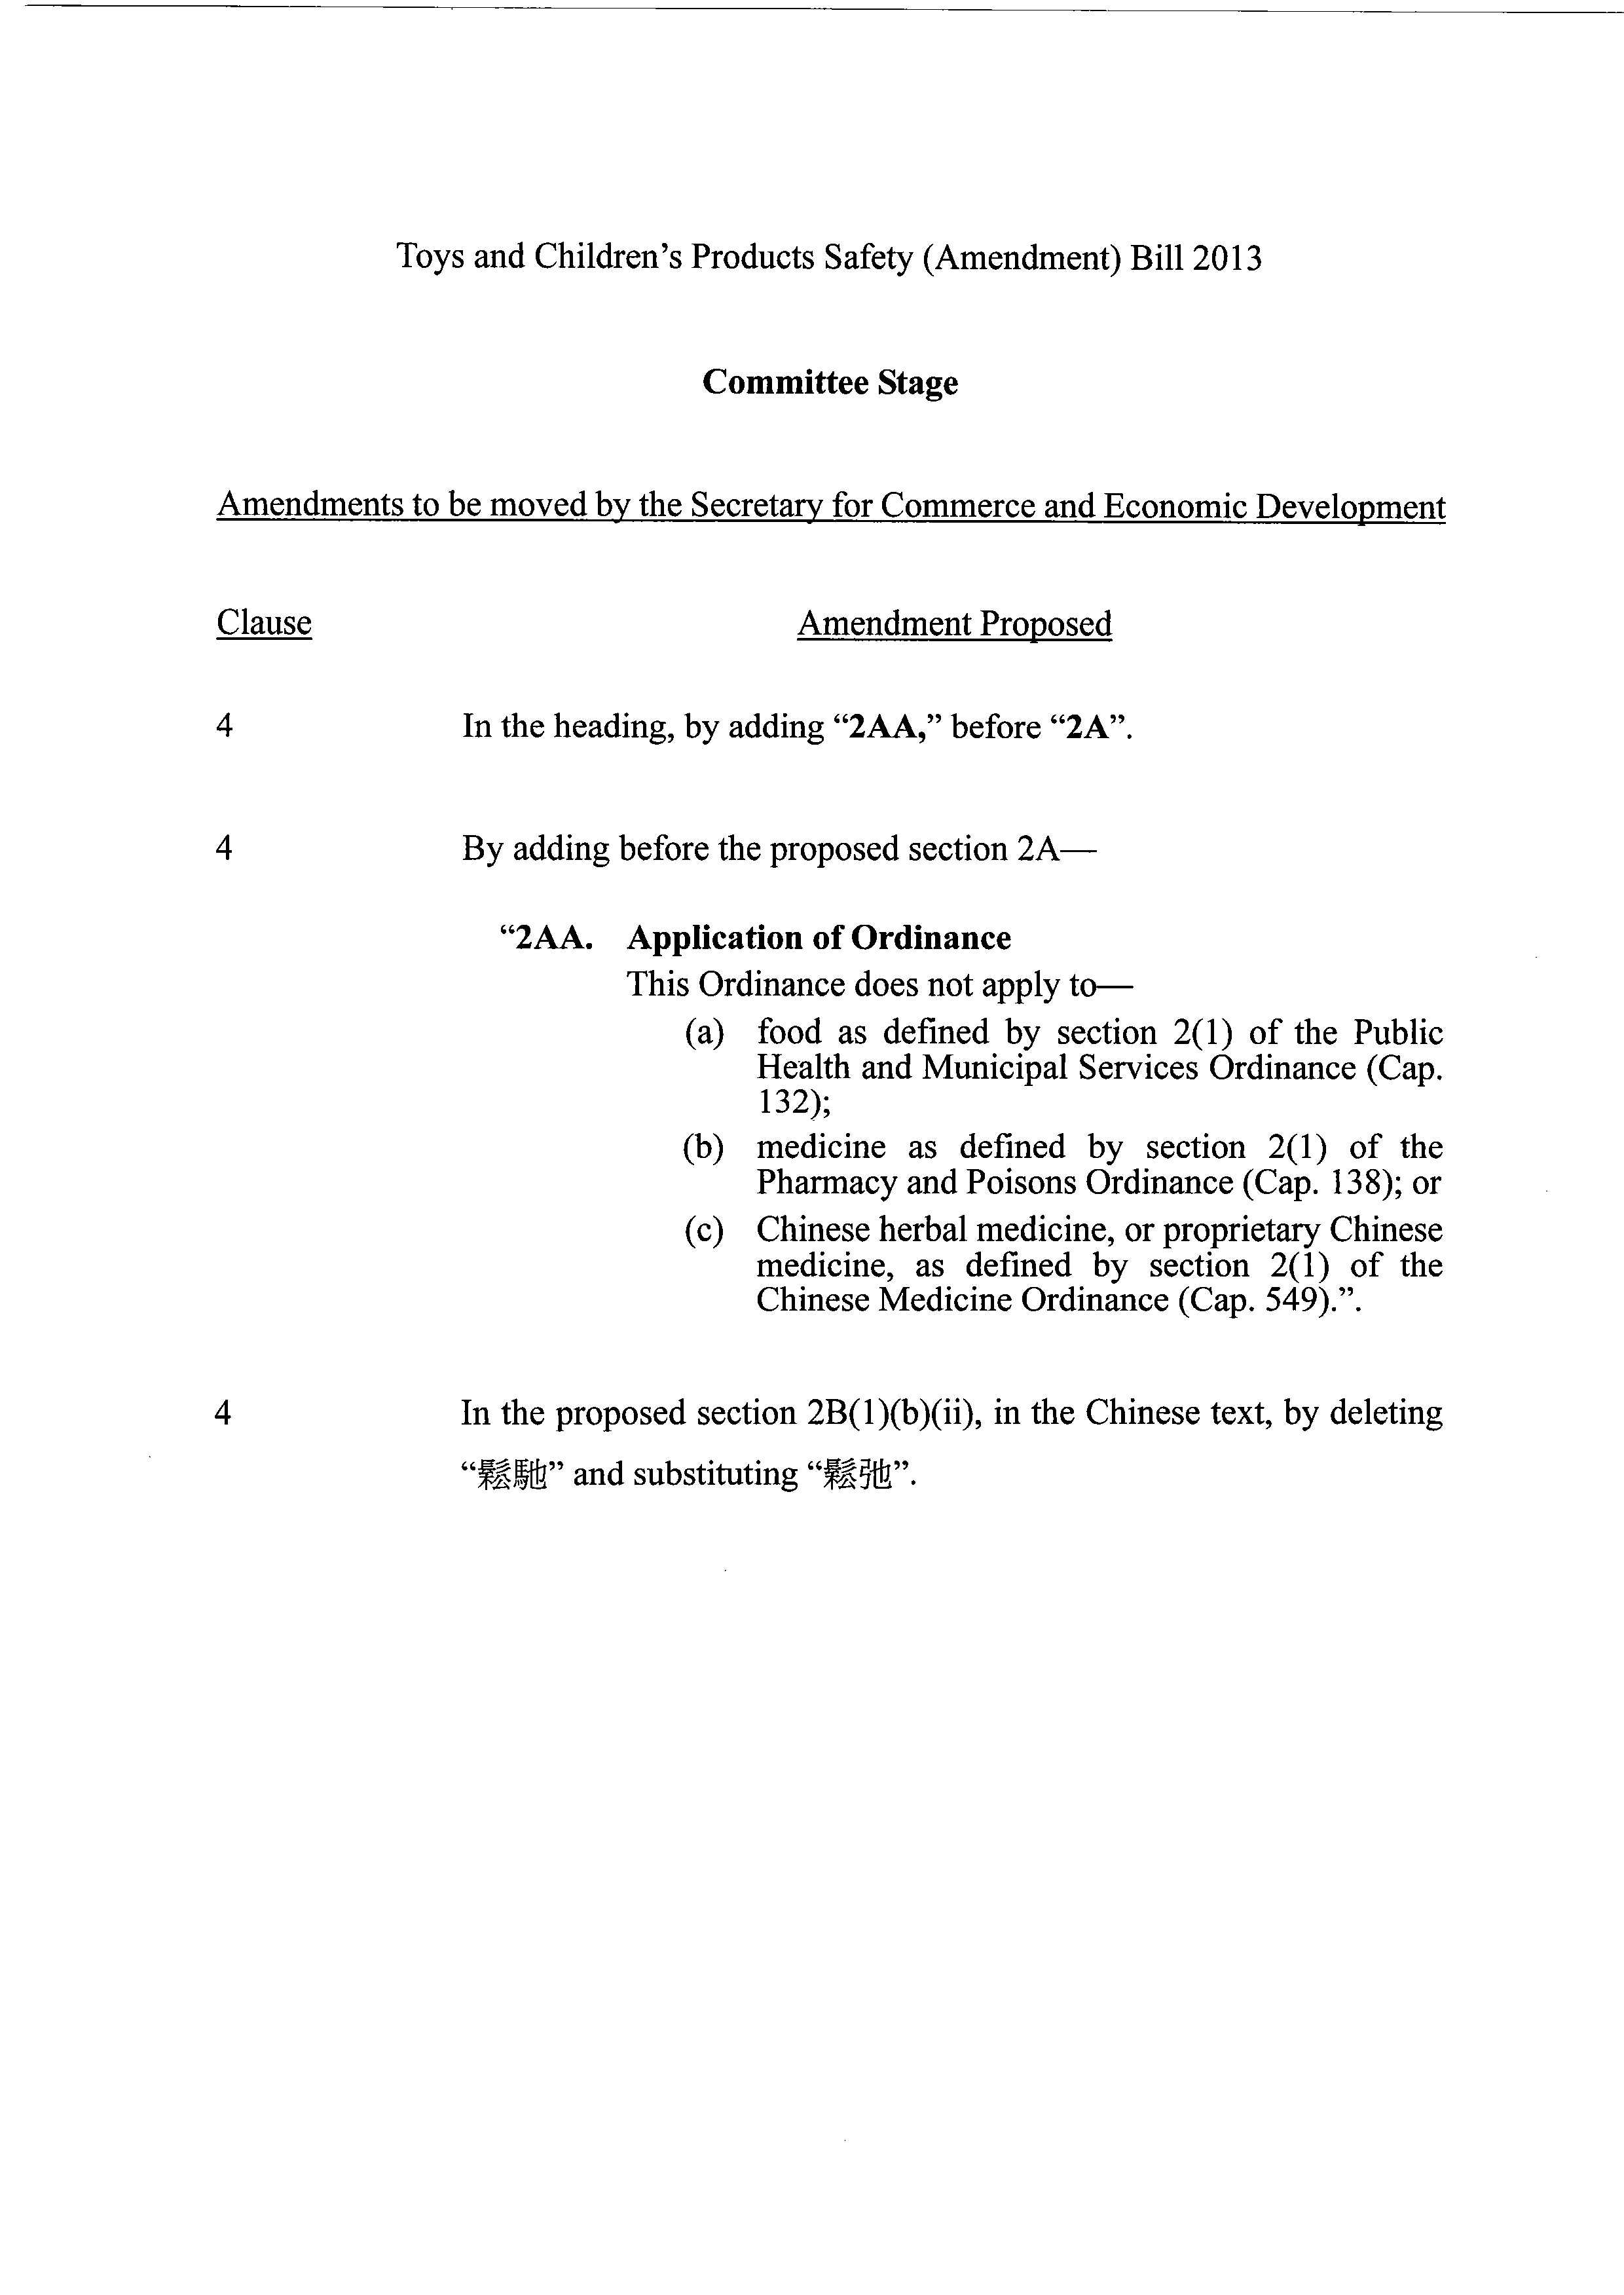 Toys and Children's Products Safety (Amendment) Bill 2013
Committee Stage
Amendments to be moved by the Secretary for Commerce and Economic Development
Clause Amendment Proposed
4 In the heading, by adding “2AA,” before “2A”.
4 By adding before the proposed section 2A—
“2AA. Application of Ordinance
This Ordinance does not apply to—
(a) food as defined by section 2(1) of the Public
Health and Municipal Services Ordinance (Cap.
132);
(b) medicine as defined by section 2(1) of the
Pharmacy and Poisons Ordinance (Cap. 138); or
(c) Chinese herbal medicine, or proprietary Chinese
medicine, as defined by section 2(1) of the
Chinese Medicine Ordinance (Cap. 549).”.
4 In the proposed section 2B(1)(b)(ii), in the Chinese text, by deleting
“鬆馳” and substituting “鬆弛”.